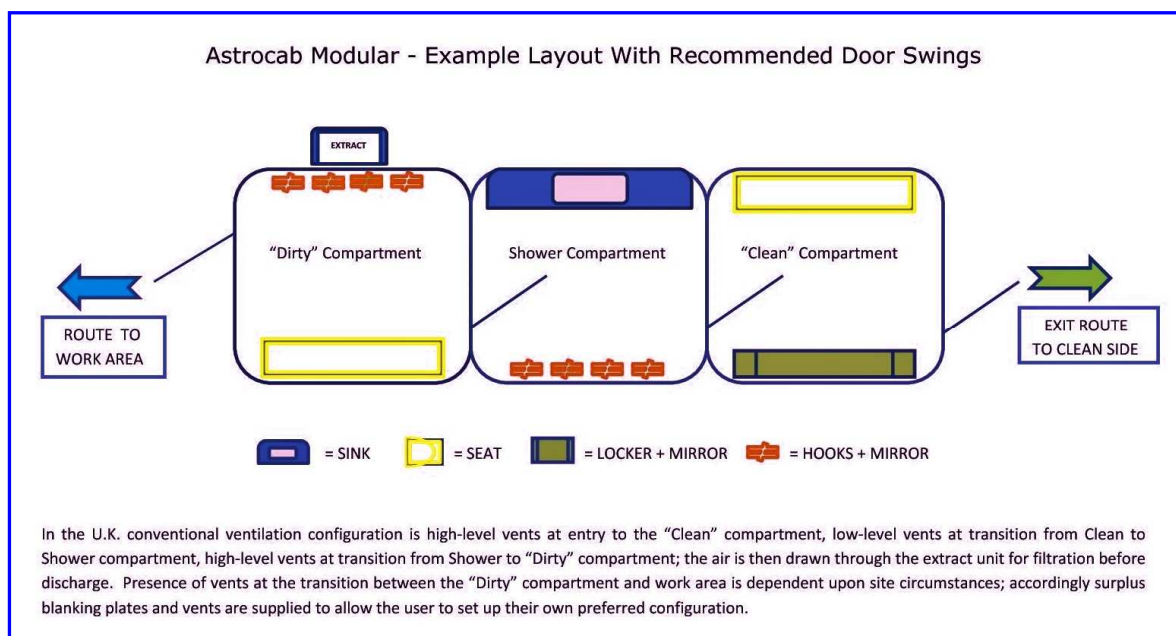 Astrocab Modular - Example Layout With Recommended Door Swings
EXTRACT
“Dirty” Compartment
Shower Compartment
“Clean” Compartment
ROUTE TO
WORK AREA
EXIT ROUTE
TO CLEAN SIDE
= SINK
= SEAT
= LOCKER + MIRROR
= HOOKS + MIRROR
In the U.K. conventional ventilation configuration is high-level vents at entry to the “Clean” compartment, low-level vents at transition from Clean to
Shower compartment, high-level vents at transition from Shower to “Dirty” compartment; the air is then drawn through the extract unit for filtration before
discharge. Presence of vents at the transition between the “Dirty” compartment and work area is dependent upon site circumstances; accordingly surplus
blanking plates and vents are supplied to allow the user to set up their own preferred configuration.